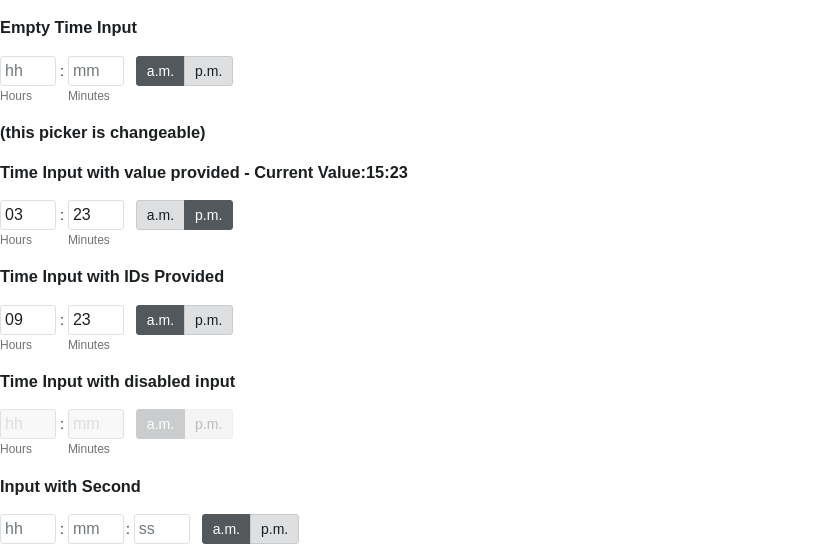 Empty Time Input
hh : mm a.m. p.m.
Hours Minutes
(this picker is changeable)
Time Input with value provided - Current Value:15:23
03 : 23 a.m. p.m.
Hours Minutes
Time Input with IDs Provided
09 : 23 a.m. p.m.
Hours Minutes
Time Input with disabled input
hh : mm a.m. p.m.
Hours Minutes
Input with Second
hh : mm : ss a.m. p.m.